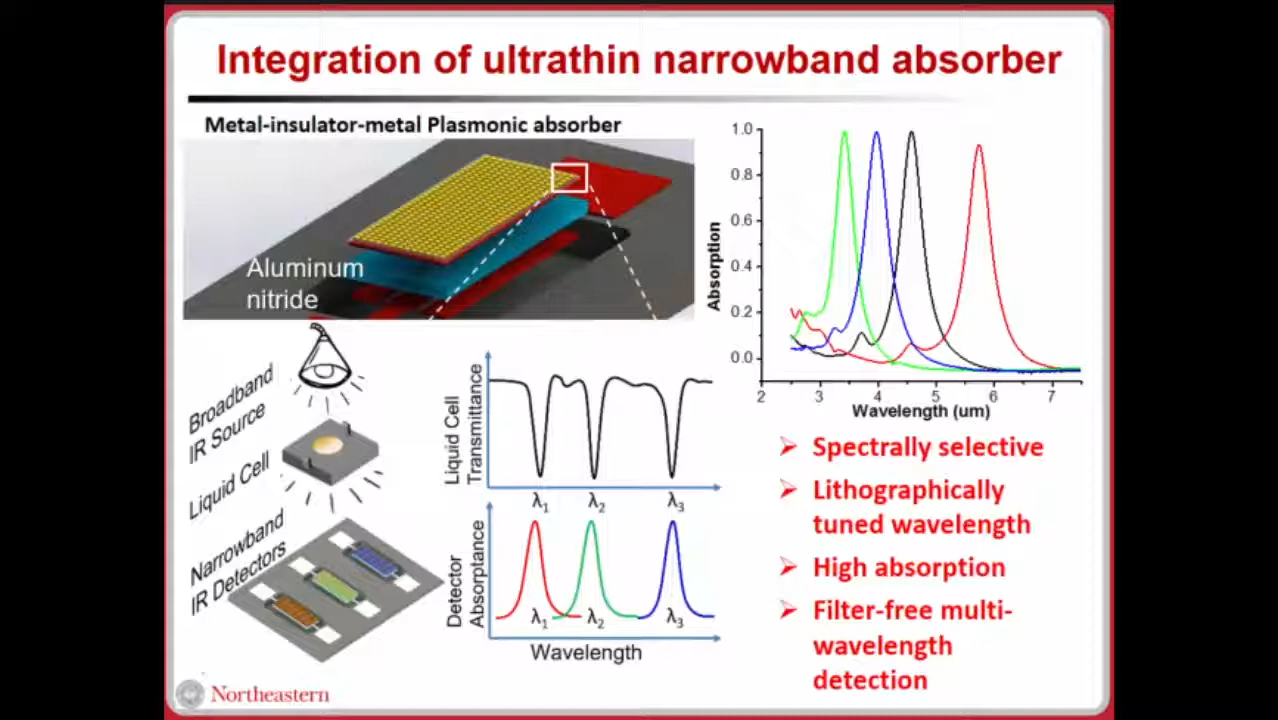 Integration of ultrathin narrowband absorber
Metal-insulator-metal Plasmonic absorber
Aluminum
nitride
Absorption
1.0
0.8
0.6
0.4
0.2
0.0
2 3 4 5 6 7
Wavelength (um)
Broadband
IR Source
Liquid Cell
Narrowband
IR Detectors
Liquid Cell
Transmittance
λ1 λ2 λ3
Detector
Absorptance
λ1 λ2 λ3
Wavelength
Spectrally selective
Lithographically
tuned wavelength
High absorption
Filter-free multi-
wavelength
detection
Northeastern